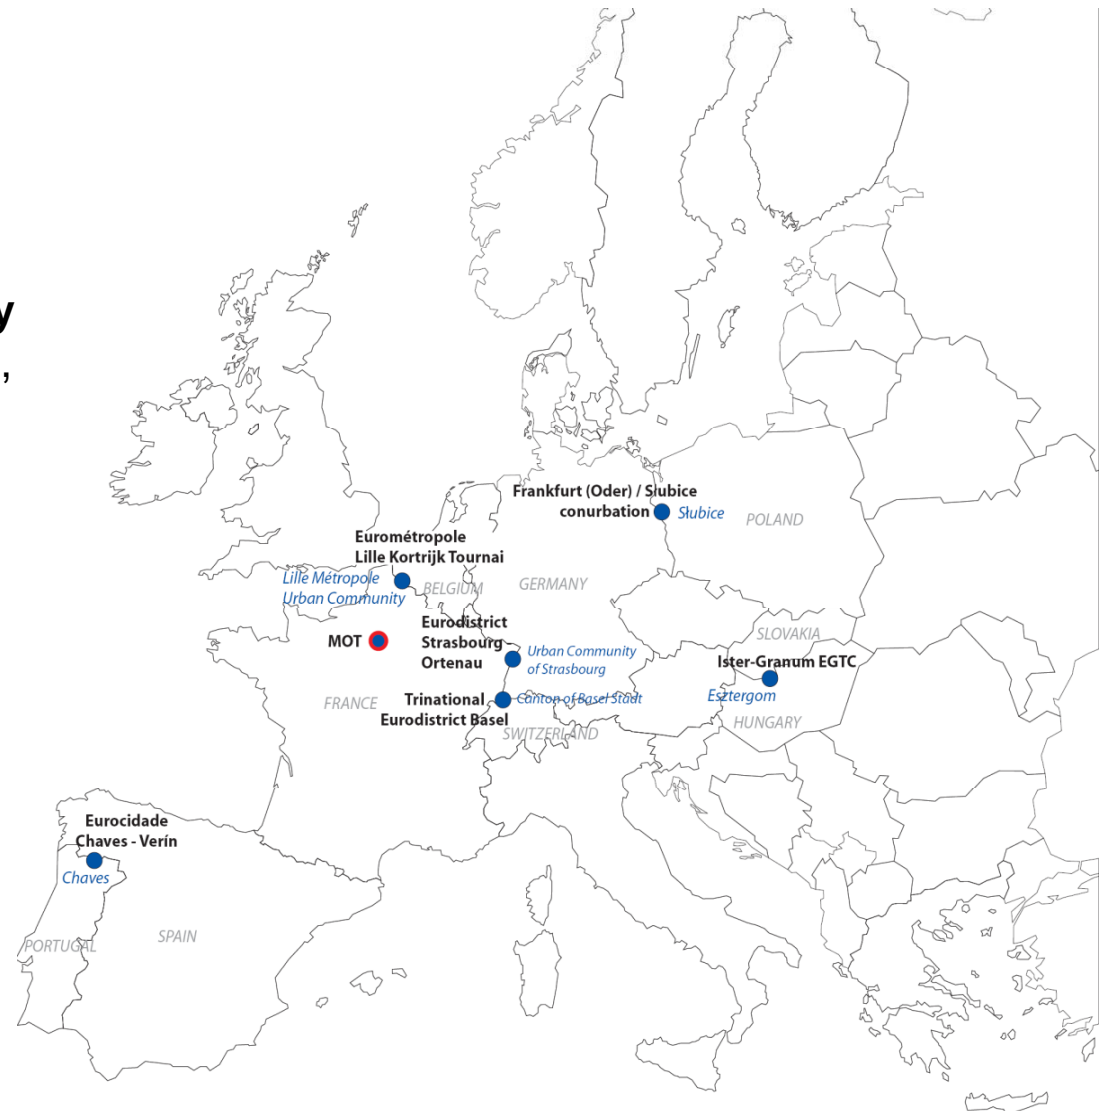 y
,
Frankfurt (Oder) / Słubice
conurbation
Słubice
POLAND
Eurométropole
Lille Kortrijk Tournai
Lille Métropole
Urban Community
BELGIUM
GERMANY
Eurodistrict
Strasbourg
Ortenau
Urban Community
of Strasbourg
MOT
SLOVAKIA
Ister-Granum EGTC
Esztergom
HUNGARY
FRANCE
Trinational
Eurodistrict Basel
Canton of Basel Stadt
SWITZERLAND
Eurocidade
Chaves - Verín
Chaves
PORTUGAL
SPAIN